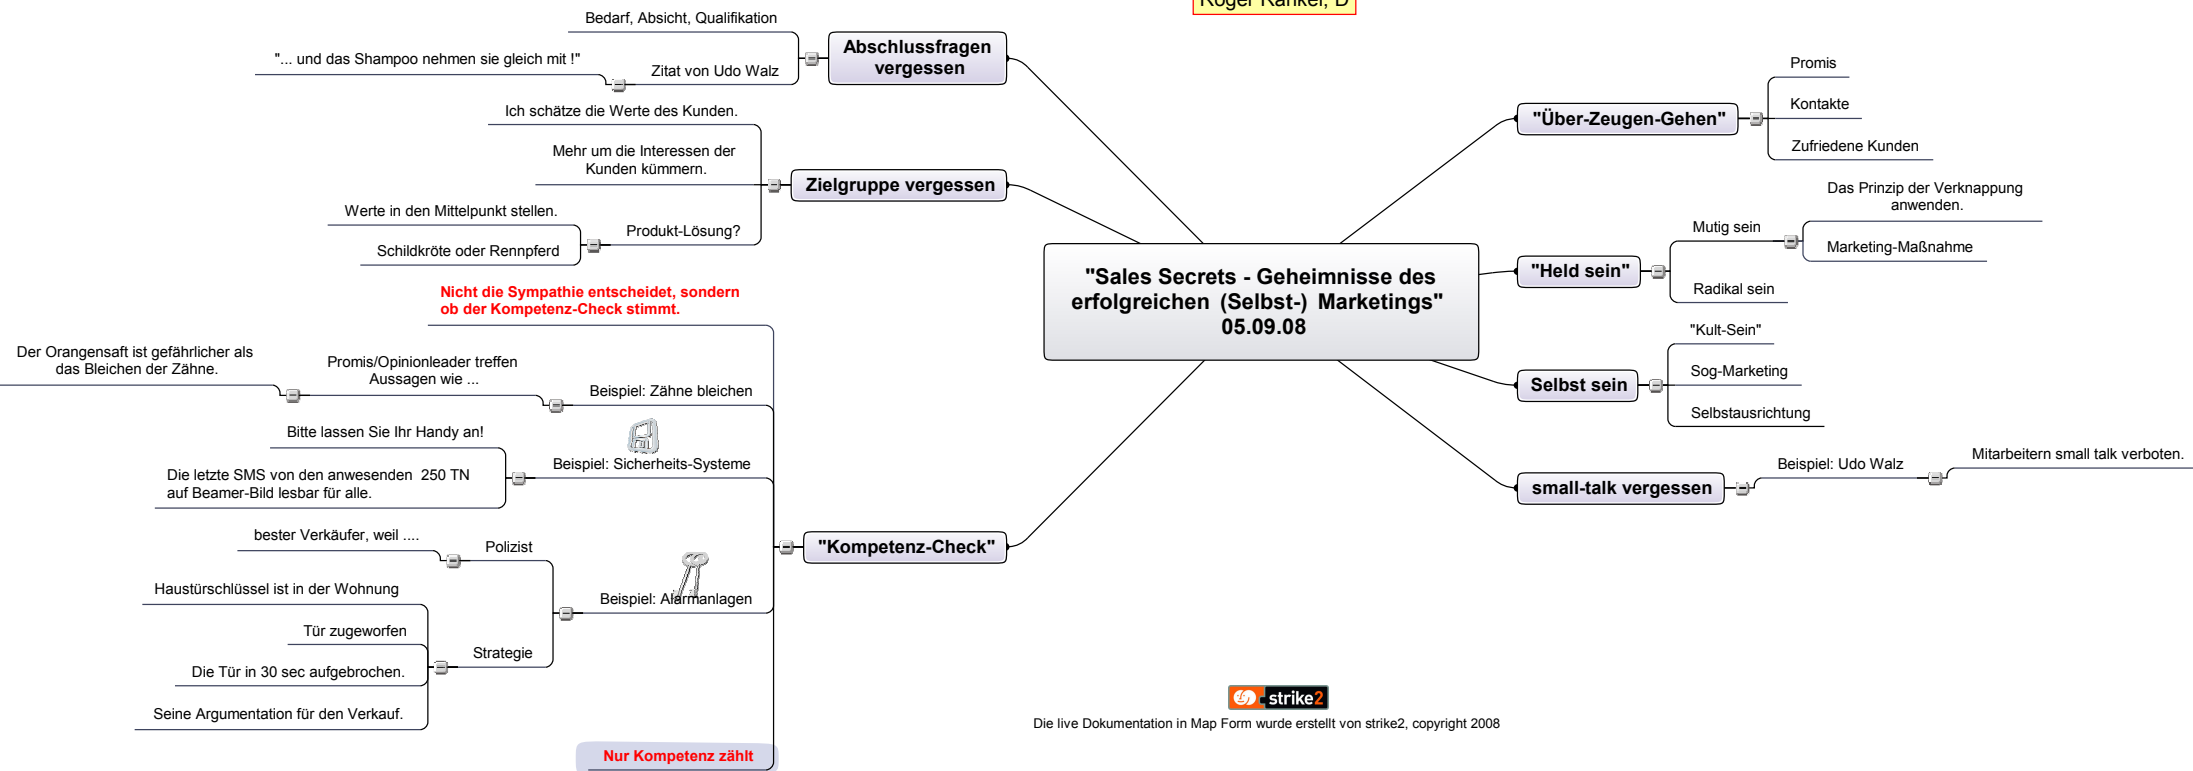 Roger Rankel, D
"Sales Secrets - Geheimnisse des
erfolgreichen (Selbst-) Marketings"
05.09.08
Abschlussfragen
vergessen
Bedarf, Absicht, Qualifikation
Zitat von Udo Walz
"... und das Shampoo nehmen sie gleich mit !"
Zielgruppe vergessen
Ich schätze die Werte des Kunden.
Mehr um die Interessen der
Kunden kümmern.
Produkt-Lösung?
Werte in den Mittelpunkt stellen.
Schildkröte oder Rennpferd
"Kompetenz-Check"
Nicht die Sympathie entscheidet, sondern
ob der Kompetenz-Check stimmt.
Beispiel: Zähne bleichen
Promis/Opinionleader treffen
Aussagen wie ...
Der Orangensaft ist gefährlicher als
das Bleichen der Zähne.
Beispiel: Sicherheits-Systeme
Bitte lassen Sie Ihr Handy an!
Die letzte SMS von den anwesenden 250 TN
auf Beamer-Bild lesbar für alle.
Beispiel: Alarmanlagen
Polizist
bester Verkäufer, weil ....
Strategie
Haustürschlüssel ist in der Wohnung
Tür zugeworfen
Die Tür in 30 sec aufgebrochen.
Seine Argumentation für den Verkauf.
Nur Kompetenz zählt
"Über-Zeugen-Gehen"
Promis
Kontakte
Zufriedene Kunden
"Held sein"
Mutig sein
Das Prinzip der Verknappung
anwenden.
Marketing-Maßnahme
Radikal sein
Selbst sein
"Kult-Sein"
Sog-Marketing
Selbstausrichtung
small-talk vergessen
Beispiel: Udo Walz
Mitarbeitern small talk verboten.
strike2
Die live Dokumentation in Map Form wurde erstellt von strike2, copyright 2008